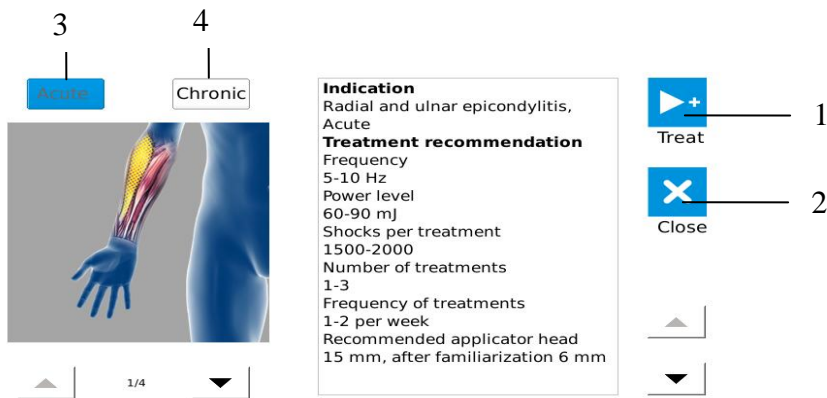 3
4
Acute
Chronic
Indication
Radial and ulnar epicondylitis,
Acute
Treatment recommendation
Frequency
5-10 Hz
Power level
60-90 mJ
Shocks per treatment
1500-2000
Number of treatments
1-3
Frequency of treatments
1-2 per week
Recommended applicator head
15 mm, after familiarization 6 mm
Treat
1
Close
2
1/4